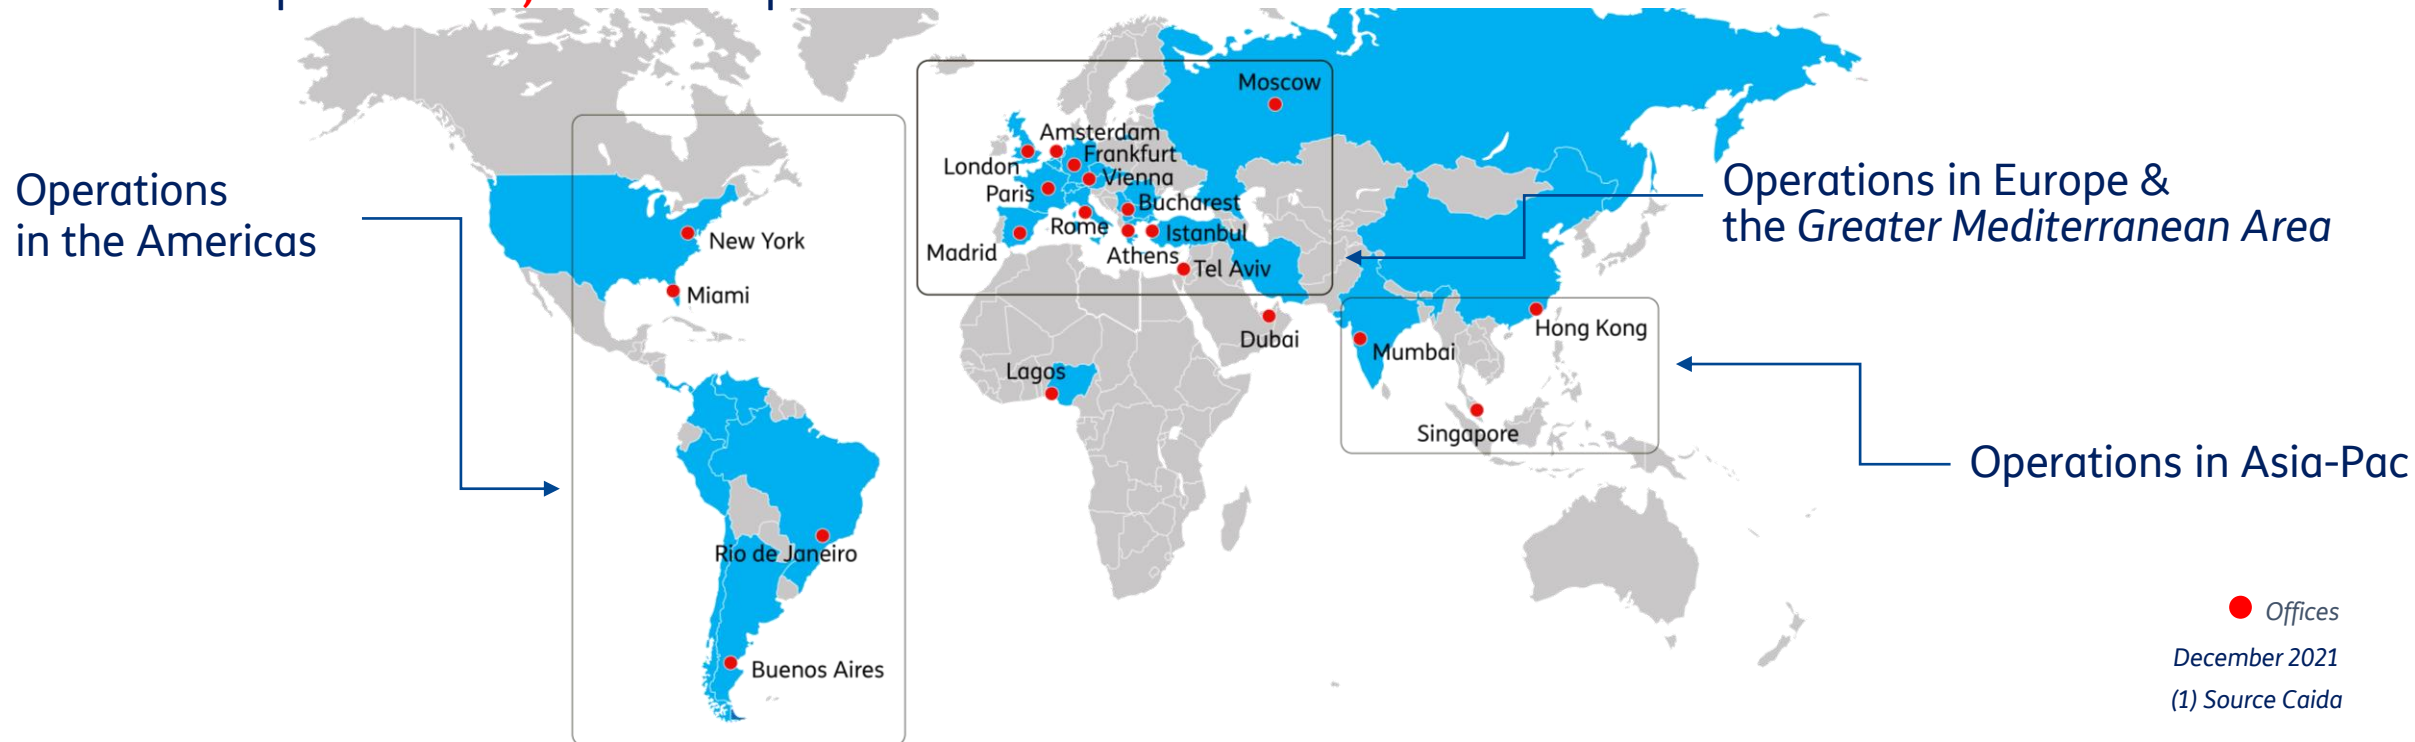 Operations
in the Americas
New York
Miami
Rio de Janeiro
Buenos Aires
Moscow
Amsterdam
London
Frankfurt
Paris
Vienna
Bucharest
Rome
Istanbul
Madrid
Athens
Tel Aviv
Dubai
Lagos
Operations in Europe &
the Greater Mediterranean Area
Hong Kong
Mumbai
Singapore
Operations in Asia-Pac
Offices
December 2021
(1) Source Caida